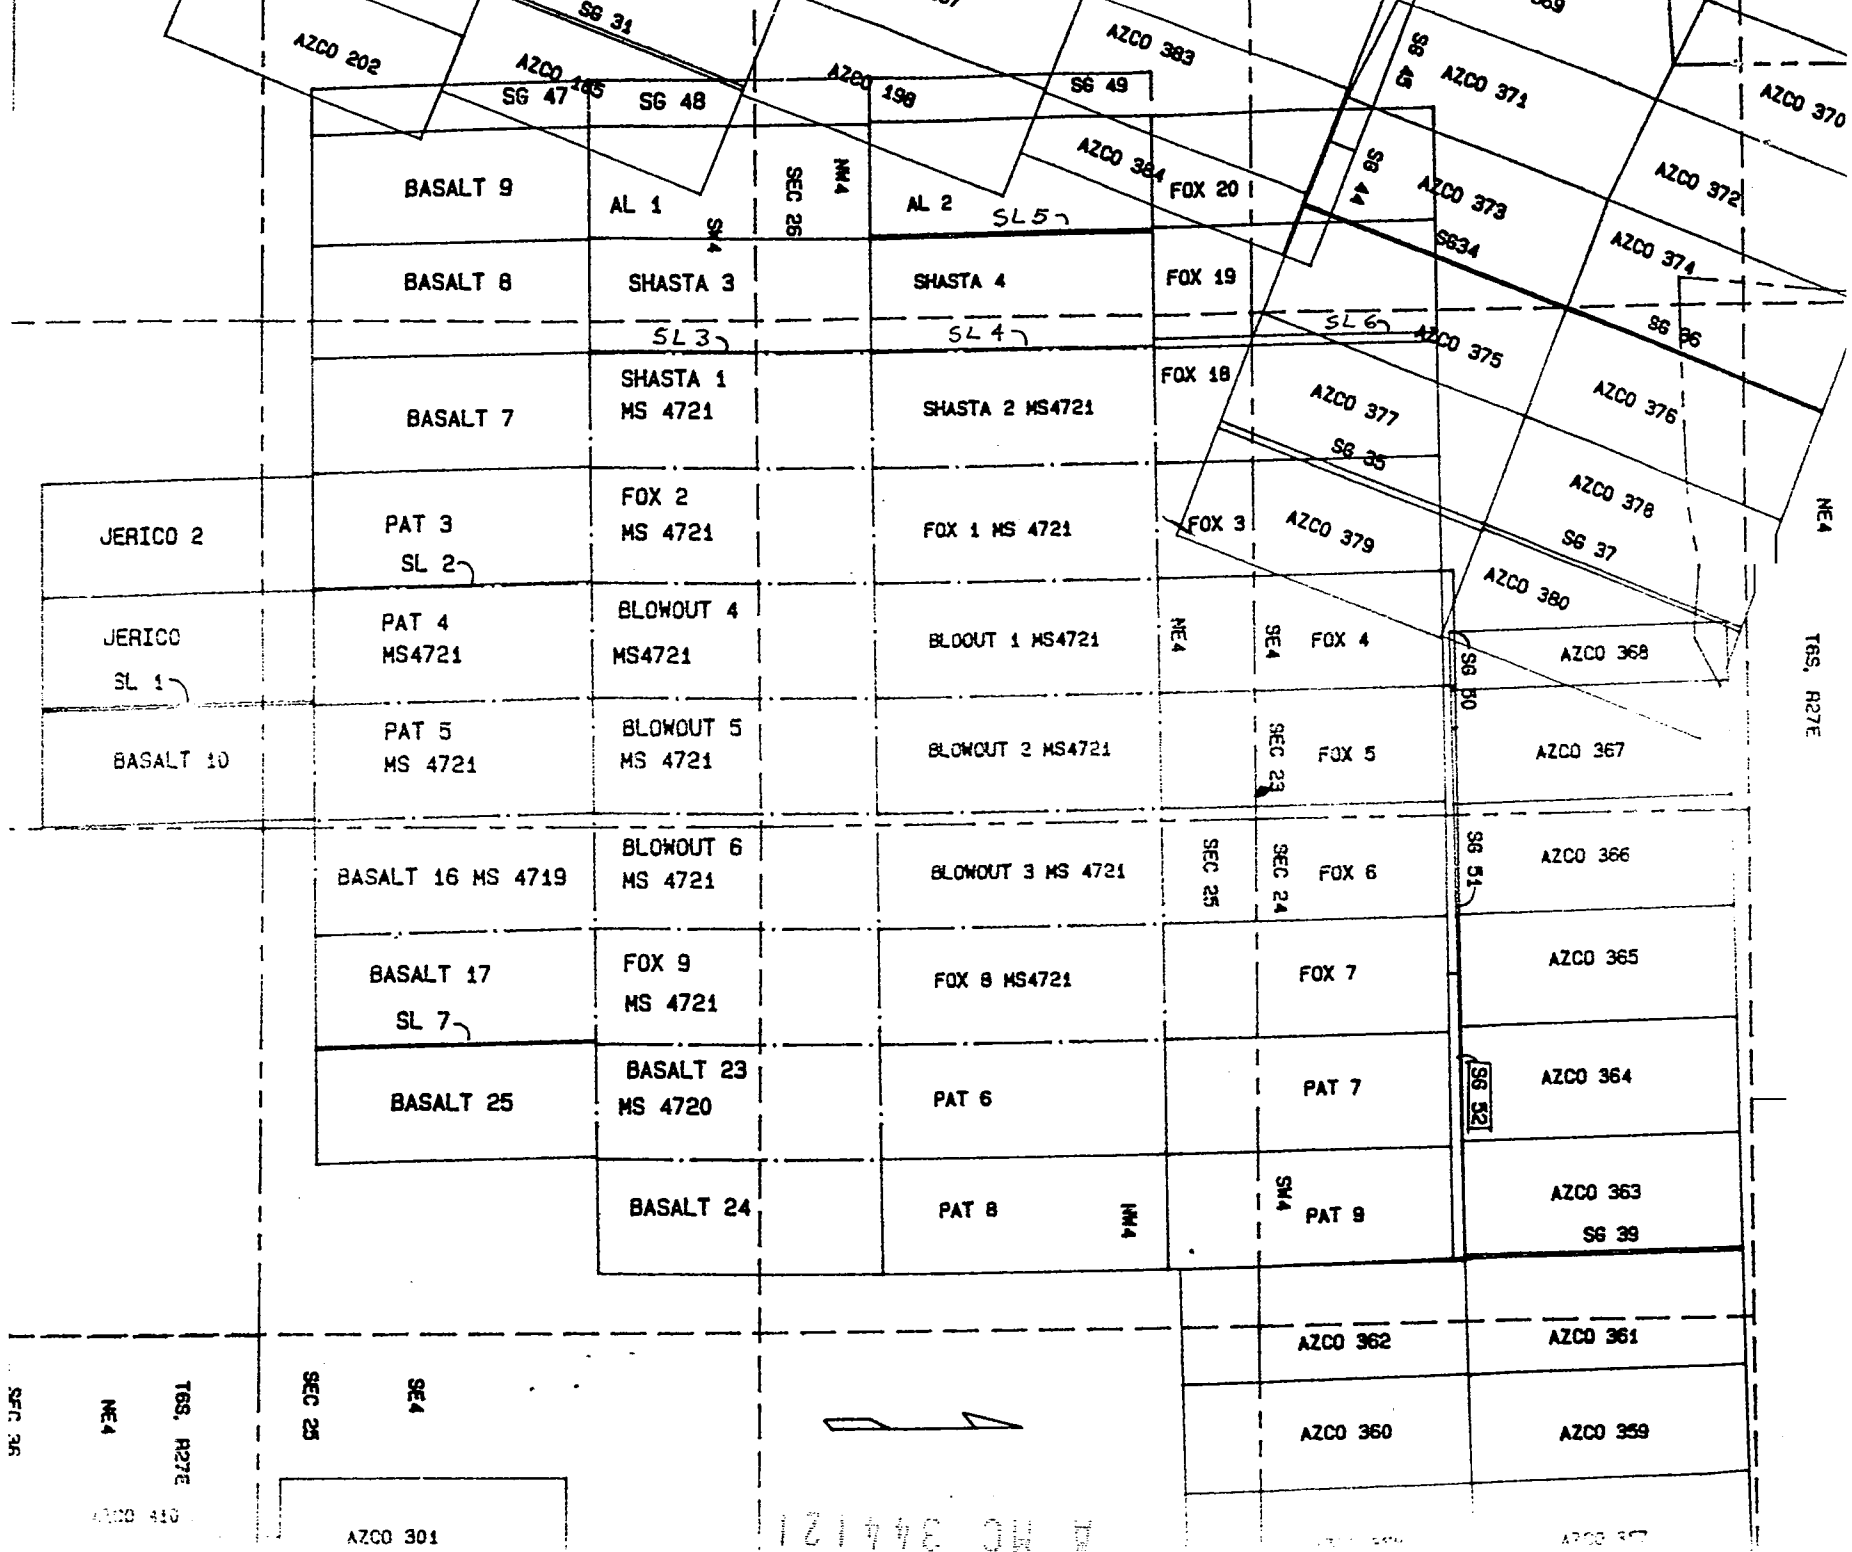 SG 31
AZCO 202
AZCO 185
AZCO 198
AZCO 383
SG 45
AZCO 371
AZCO 370
SG 47
SG 48
SG 49
BASALT 9
AL 1
SW4
SEC 26
NW4
AL 2
SL5
AZCO 384
FOX 20
SG 44
AZCO 373
AZCO 372
SG34
AZCO 374
BASALT 8
SHASTA 3
SHASTA 4
FOX 19
SL 3
SL 4
SL 6
AZCO 375
SG 36
BASALT 7
SHASTA 1
MS 4721
SHASTA 2 MS4721
FOX 18
AZCO 377
AZCO 376
SG 35
JERICO 2
PAT 3
SL 2
FOX 2
MS 4721
FOX 1 MS 4721
FOX 3
AZCO 379
AZCO 378
SG 37
NE4
AZCO 380
JERICO
SL 1
PAT 4
MS4721
BLOWOUT 4
MS4721
BLOOUT 1 MS4721
NE4
SE4
FOX 4
SG 50
AZCO 368
T6S, R27E
BASALT 10
PAT 5
MS 4721
BLOWOUT 5
MS 4721
BLOWOUT 2 MS4721
SEC 23
FOX 5
AZCO 367
BASALT 16 MS 4719
BLOWOUT 6
MS 4721
BLOWOUT 3 MS 4721
SEC 25
SEC 24
FOX 6
SG 51
AZCO 366
BASALT 17
SL 7
FOX 9
MS 4721
FOX 8 MS4721
FOX 7
AZCO 365
BASALT 25
BASALT 23
MS 4720
PAT 6
PAT 7
SG 52
AZCO 364
BASALT 24
PAT 8
NW4
SW4
PAT 9
AZCO 363
SG 39
AZCO 362
AZCO 361
SEC 36
NE4
T6S, R27E
SEC 25
SE4
AZCO 360
AZCO 359
AZCO 410
AZCO 301
A MC 344121
AZCO 357